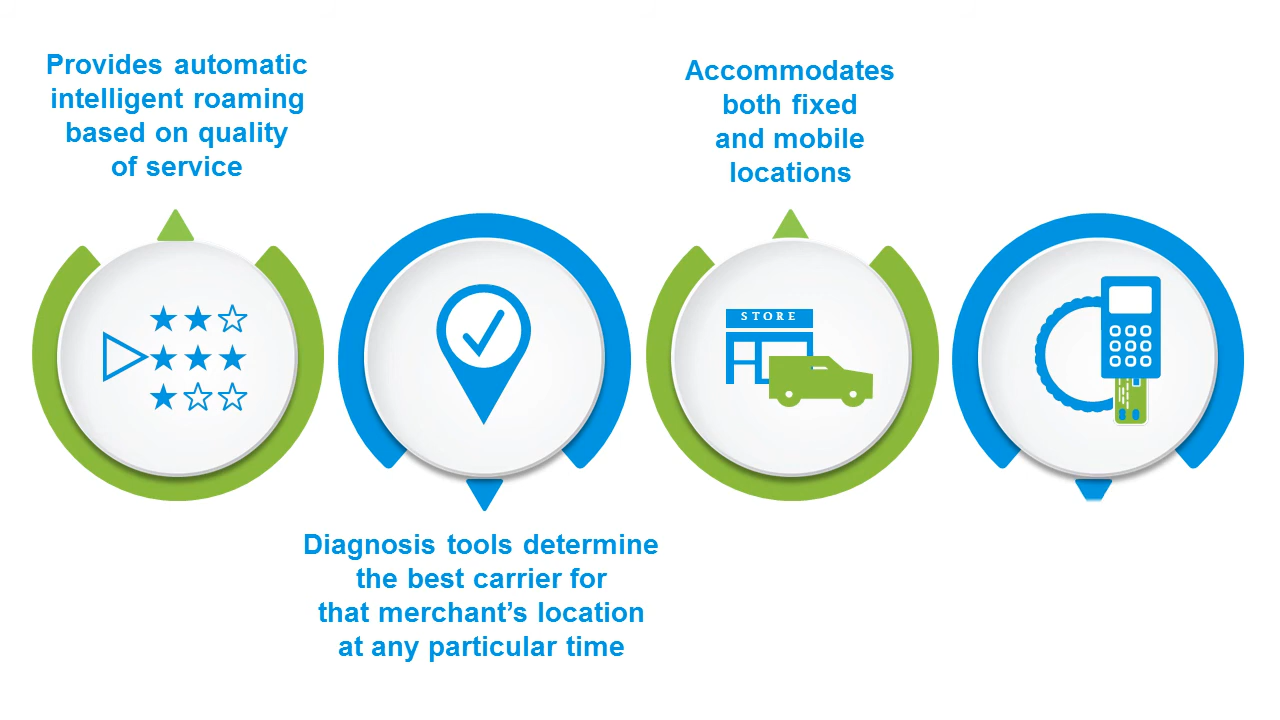 Provides automatic
intelligent roaming
based on quality
of service
Diagnosis tools determine
the best carrier for
that merchant’s location
at any particular time
Accommodates
both fixed
and mobile
locations
STORE